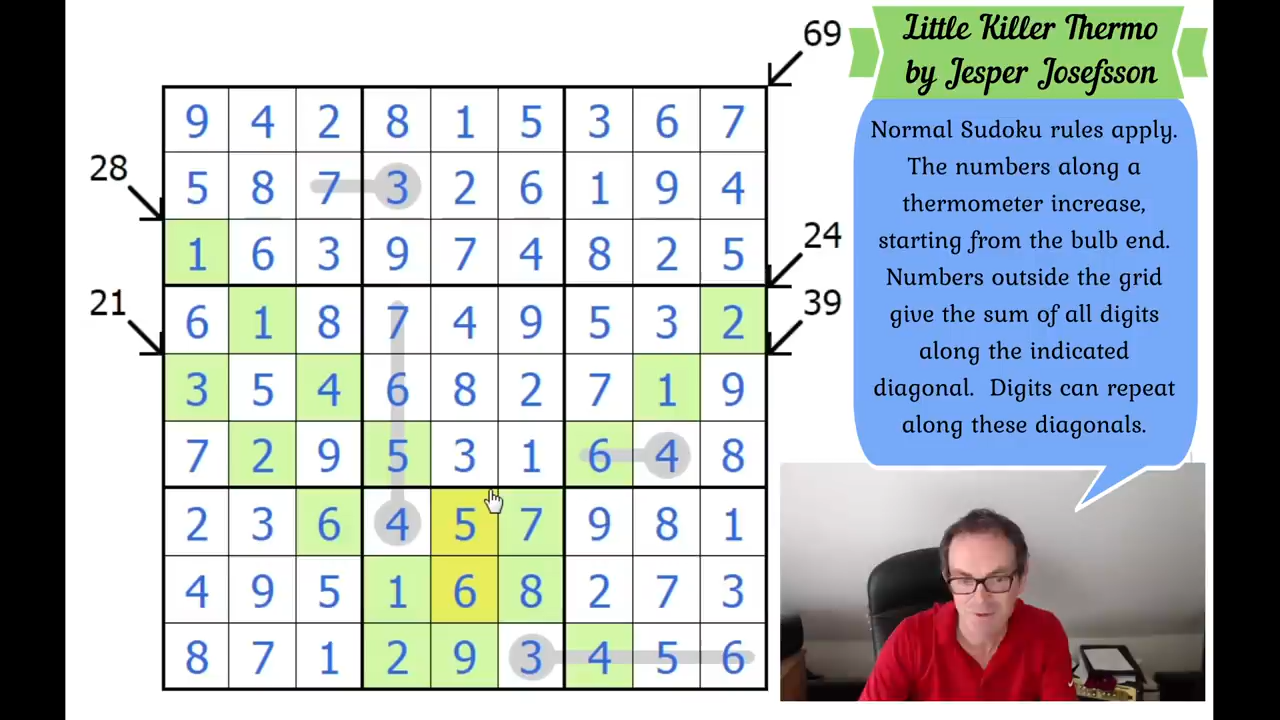 Little Killer Thermo
by Jesper Josefsson
69
9 4 2 8 1 5 3 6 7
28
5 8 7 3 2 6 1 9 4
1 6 3 9 7 4 8 2 5
24
21
6 1 8 7 4 9 5 3 2
39
3 5 4 6 8 2 7 1 9
7 2 9 5 3 1 6 4 8
2 3 6 4 5 7 9 8 1
4 9 5 1 6 8 2 7 3
8 7 1 2 9 3 4 5 6
Normal Sudoku rules apply.
The numbers along a
thermometer increase,
starting from the bulb end.
Numbers outside the grid
give the sum of all digits
along the indicated
diagonal. Digits can repeat
along these diagonals.